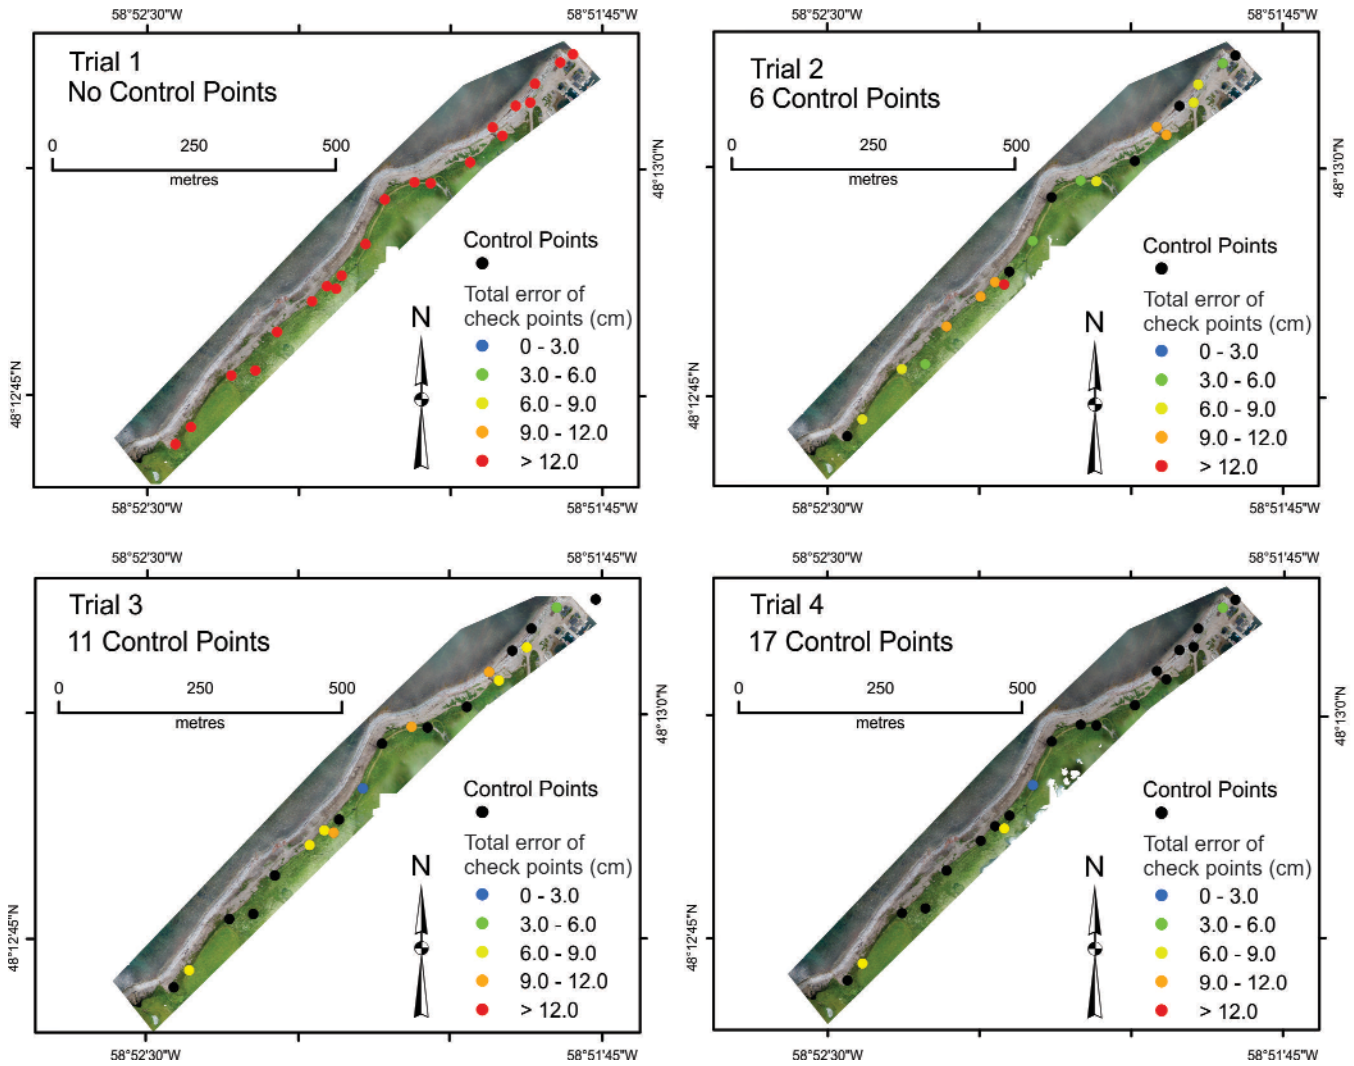 58°52'30"W 58°51'45"W
Trial 1
No Control Points
0 250 500
metres
48°13'0"N
Control Points
Total error of
check points (cm)
0 - 3.0
3.0 - 6.0
6.0 - 9.0
9.0 - 12.0
> 12.0
N
48°12'45"N
58°52'30"W 58°51'45"W
58°52'30"W 58°51'45"W
Trial 2
6 Control Points
0 250 500
metres
48°13'0"N
Control Points
Total error of
check points (cm)
0 - 3.0
3.0 - 6.0
6.0 - 9.0
9.0 - 12.0
> 12.0
N
48°12'45"N
58°52'30"W 58°51'45"W
58°52'30"W 58°51'45"W
Trial 3
11 Control Points
0 250 500
metres
48°13'0"N
Control Points
Total error of
check points (cm)
0 - 3.0
3.0 - 6.0
6.0 - 9.0
9.0 - 12.0
> 12.0
N
48°12'45"N
58°52'30"W 58°51'45"W
58°52'30"W 58°51'45"W
Trial 4
17 Control Points
0 250 500
metres
48°13'0"N
Control Points
Total error of
check points (cm)
0 - 3.0
3.0 - 6.0
6.0 - 9.0
9.0 - 12.0
> 12.0
N
48°12'45"N
58°52'30"W 58°51'45"W